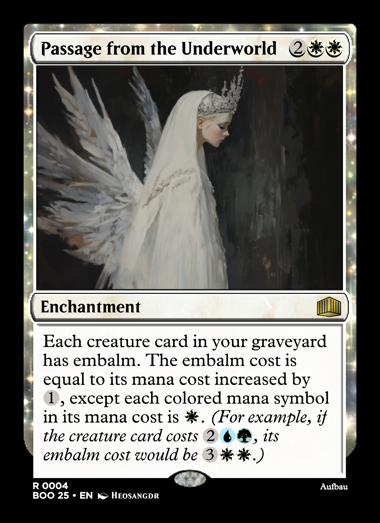 Passage from the Underworld 2
Enchantment
Each creature card in your graveyard
has embalm. The embalm cost is
equal to its mana cost increased by
1, except each colored mana symbol
in its mana cost is . (For example, if
the creature card costs 2 , its
embalm cost would be 3 .)
R 0004
BOO 25 • EN HEOSANGDR
Aufbau